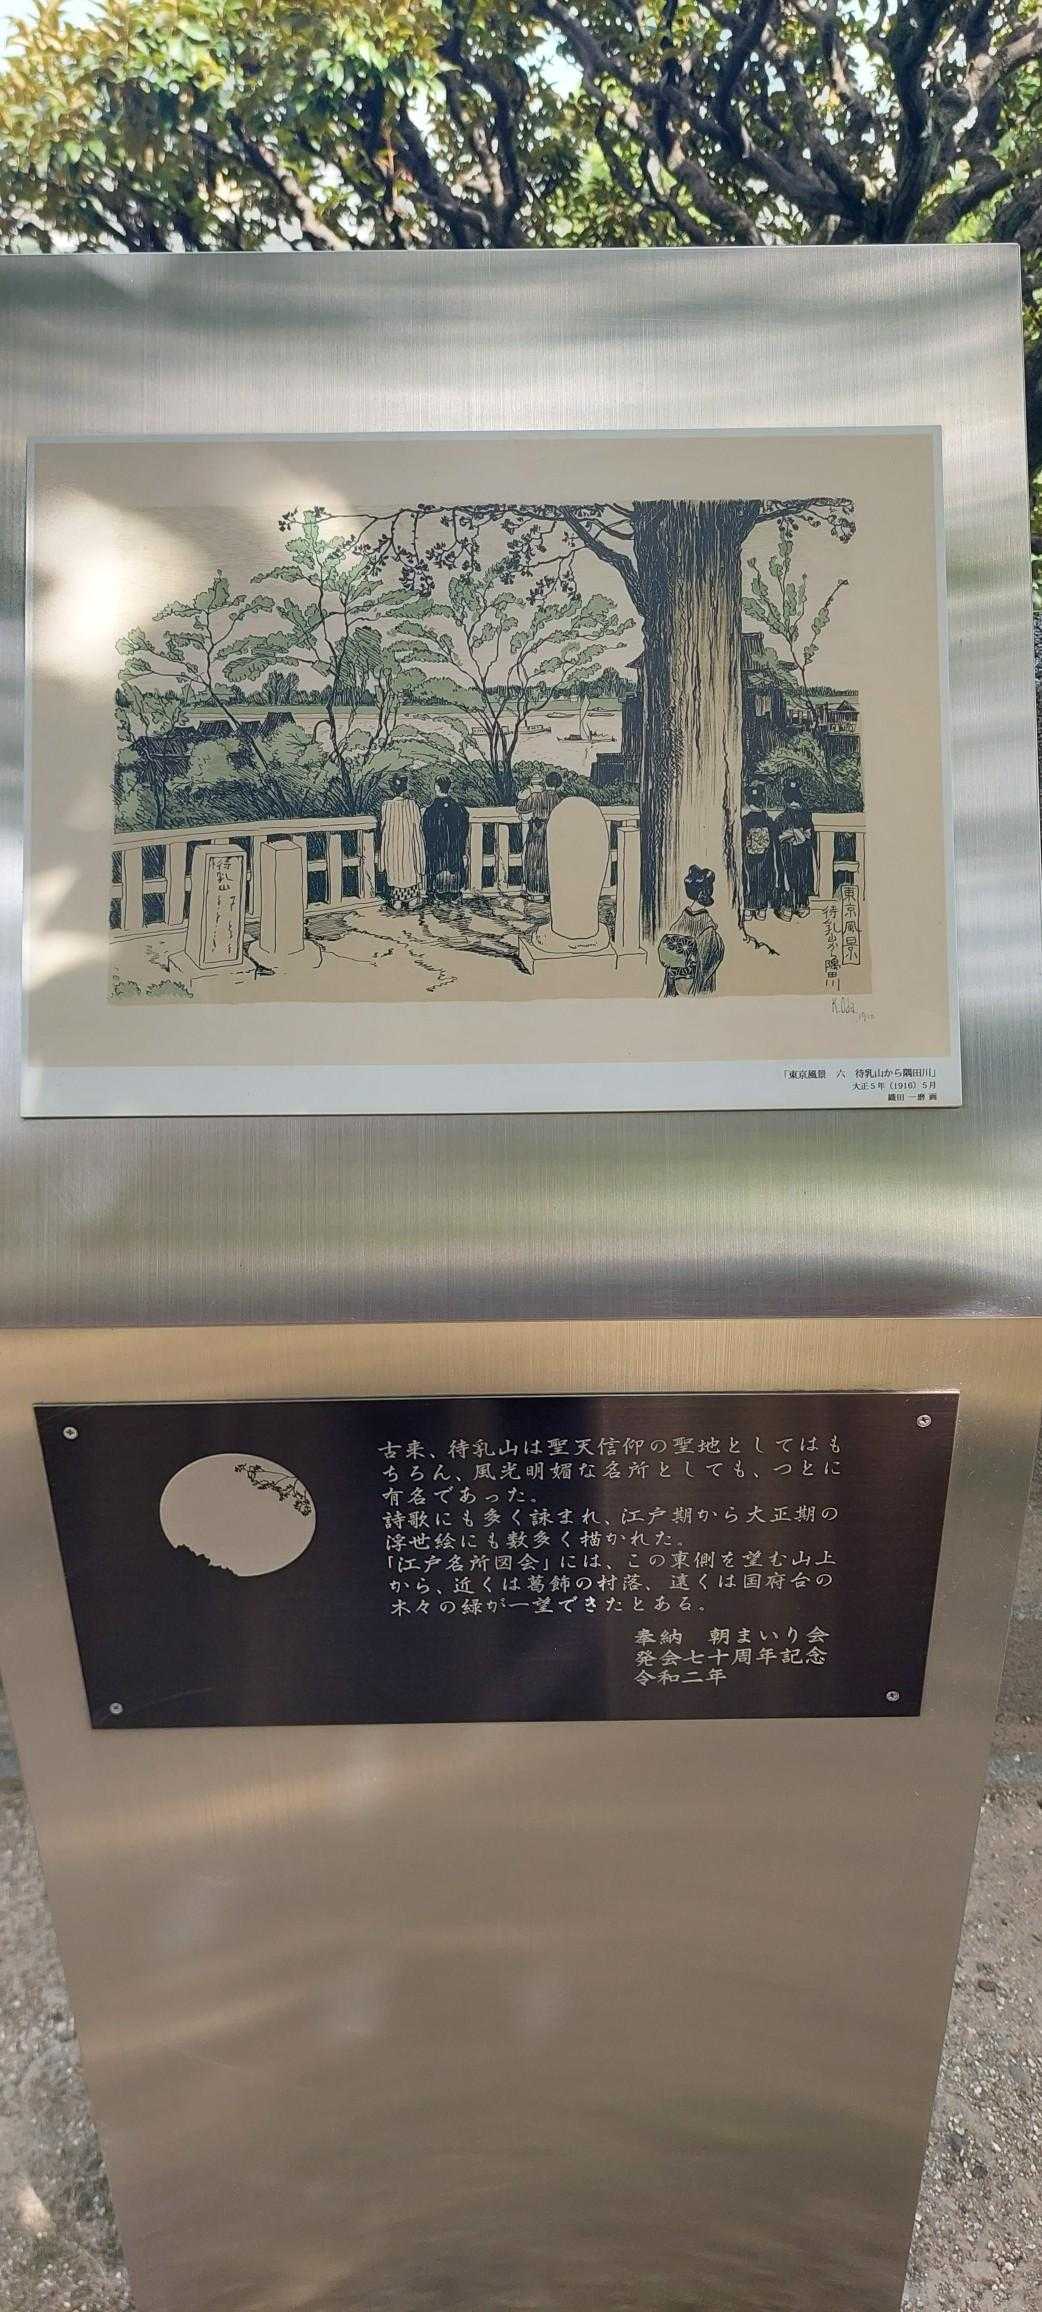 待乳山
東京風景
待乳山から隅田川
K.Oda
「東京風景　六　待乳山から隅田川」
大正5年（1916）5月
織田 一磨 画
古来、待乳山は聖天信仰の聖地としてはも
ちろん、風光明媚な名所としても、つとに
有名であった。
詩歌にも多く詠まれ、江戸期から大正期の
浮世絵にも数多く描かれた。
「江戸名所図会」には、この東側を望む山上
から、近くは葛飾の村落、遠くは国府台の
木々の緑が一望できたとある。
奉納　朝まいり会
発会七十周年記念
令和二年